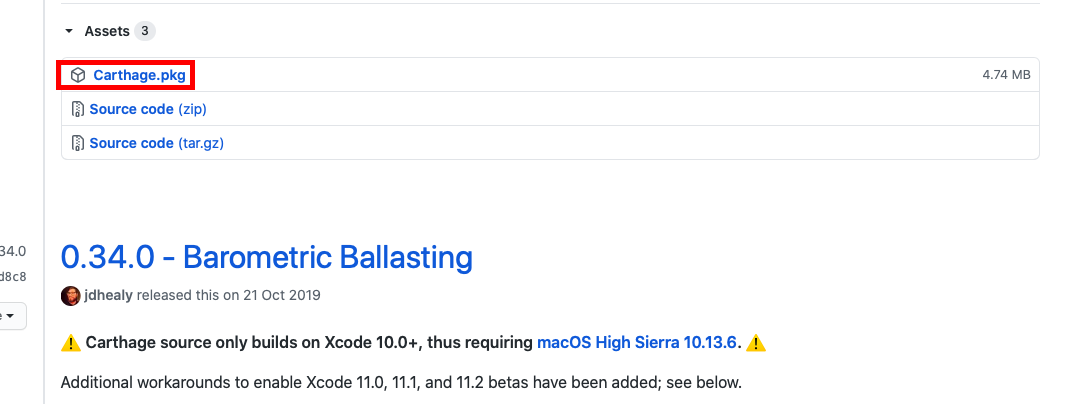 Assets 3
Carthage.pkg 4.74 MB
Source code (zip)
Source code (tar.gz)
34.0
d8c8
0.34.0 - Barometric Ballasting
jdhealy released this on 21 Oct 2019
⚠️ Carthage source only builds on Xcode 10.0+, thus requiring macOS High Sierra 10.13.6. ⚠️
Additional workarounds to enable Xcode 11.0, 11.1, and 11.2 betas have been added; see below.